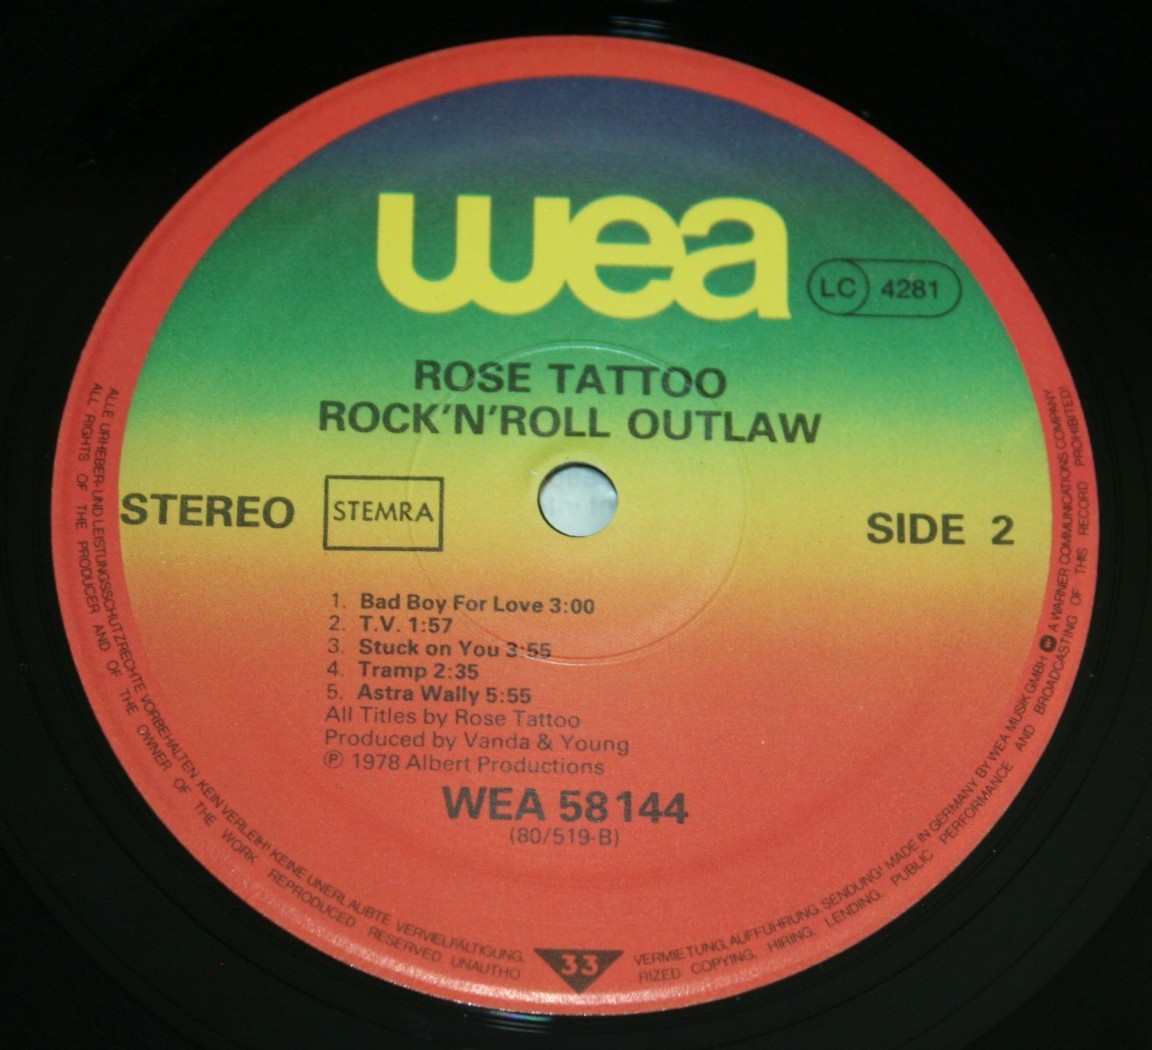 wea
LC 4281
ROSE TATTOO
ROCK'N'ROLL OUTLAW
STEREO
STEMRA
SIDE 2
1. Bad Boy For Love 3:00
2. T.V. 1:57
3. Stuck on You 3:55
4. Tramp 2:35
5. Astra Wally 5:55
All Titles by Rose Tattoo
Produced by Vanda & Young
℗ 1978 Albert Productions
WEA 58 144
(80/519-B)
ALLE URHEBER- UND LEISTUNGSSCHUTZRECHTE VORBEHALTEN KEIN VERLEIH! KEINE UNERLAUBTE VERVIELFÄLTIGUNG,
ALL RIGHTS OF THE PRODUCER AND OF THE OWNER OF THE WORK REPRODUCED RESERVED. UNAUTHO
33
VERMIETUNG, AUFFÜHRUNG, SENDUNG! MADE IN GERMANY BY WEA MUSIK GMBH A WARNER COMMUNICATIONS COMPANY
RIZED COPYING, HIRING, LENDING, PUBLIC PERFORMANCE AND BROADCASTING OF THIS RECORD PROHIBITED!